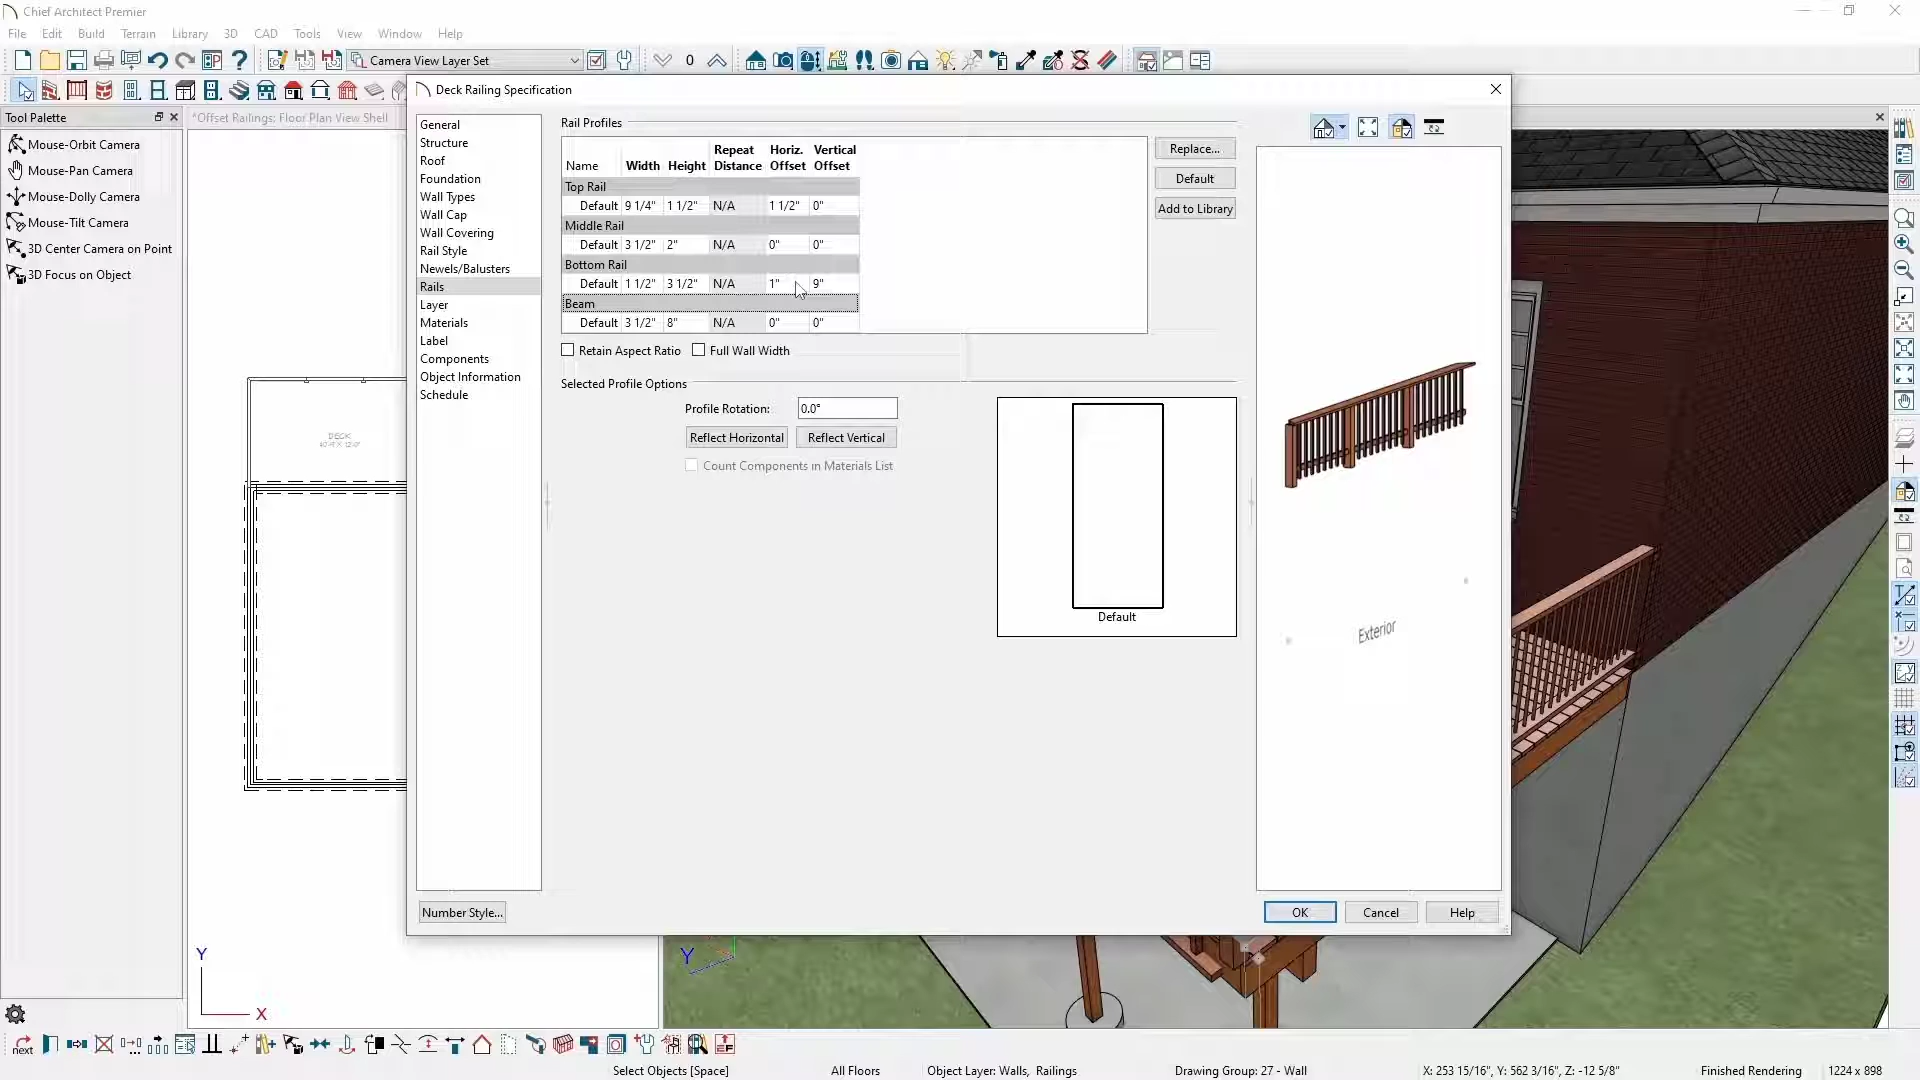 Chief Architect Premier
File Edit Build Terrain Library 3D CAD Tools View Window Help
Camera View Layer Set 0
Deck Railing Specification
Tool Palette
*Offset Railings: Floor Plan View Shell
Mouse-Orbit Camera
Mouse-Pan Camera
Mouse-Dolly Camera
Mouse-Tilt Camera
3D Center Camera on Point
3D Focus on Object
General
Structure
Roof
Foundation
Wall Types
Wall Cap
Wall Covering
Rail Style
Newels/Balusters
Rails
Layer
Materials
Label
Components
Object Information
Schedule
Rail Profiles
Name Width Height Repeat Distance Horiz. Offset Vertical Offset
Top Rail
Default 9 1/4" 1 1/2" N/A 1 1/2" 0"
Middle Rail
Default 3 1/2" 2" N/A 0" 0"
Bottom Rail
Default 1 1/2" 3 1/2" N/A 1" 9"
Beam
Default 3 1/2" 8" N/A 0" 0"
Replace...
Default
Add to Library
Retain Aspect Ratio Full Wall Width
Selected Profile Options
Profile Rotation: 0.0°
Reflect Horizontal Reflect Vertical
Count Components in Materials List
Default
Exterior
DECK
Number Style... OK Cancel Help
Y
X
Y
next
Select Objects [Space] All Floors Object Layer: Walls, Railings Drawing Group: 27 - Wall X: 253 15/16", Y: 562 3/16", Z: -12 5/8" Finished Rendering 1224 x 898